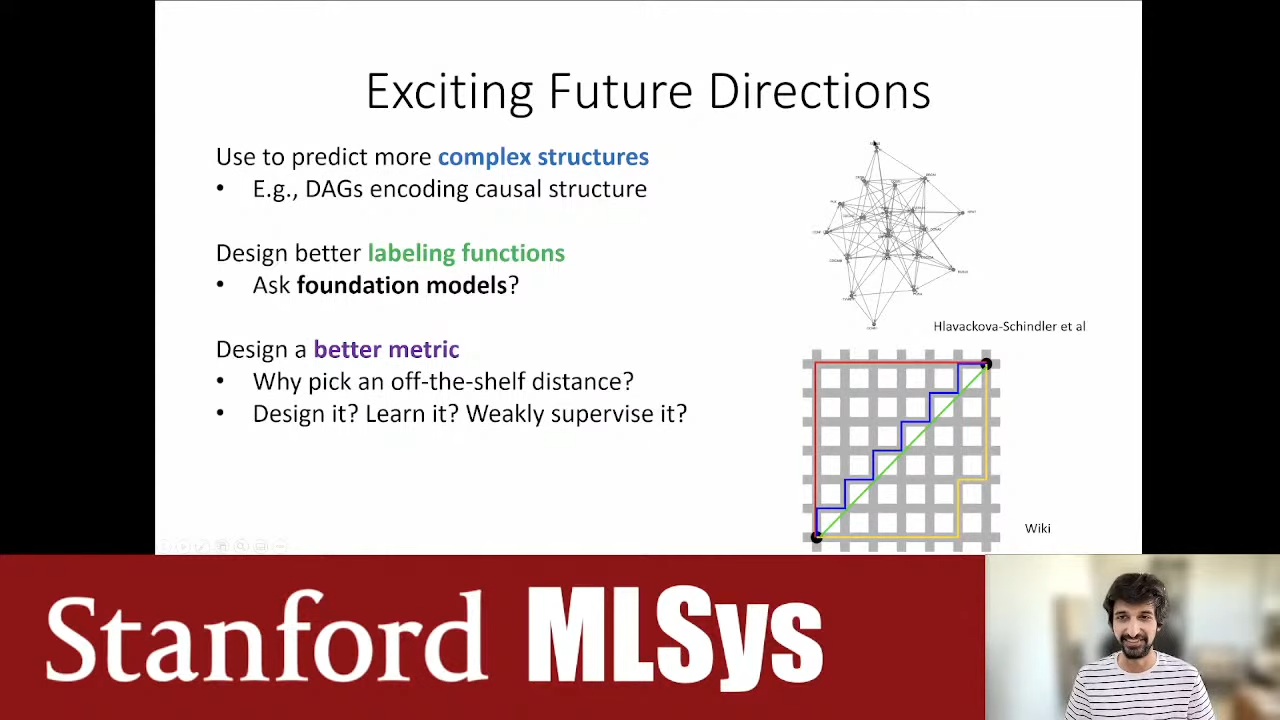 Exciting Future Directions
Use to predict more complex structures
• E.g., DAGs encoding causal structure
Design better labeling functions
• Ask foundation models?
Design a better metric
• Why pick an off-the-shelf distance?
• Design it? Learn it? Weakly supervise it?
Hlavackova-Schindler et al
Wiki
Stanford MLSys